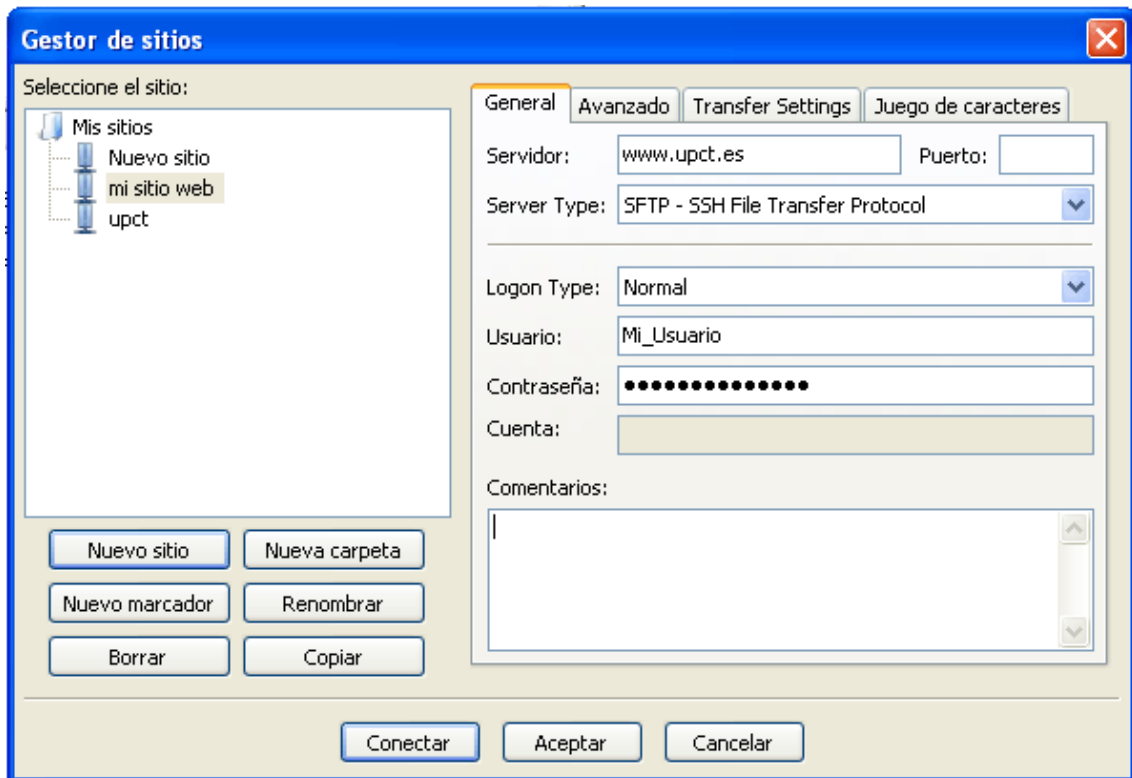 Gestor de sitios
Seleccione el sitio:
Mis sitios
Nuevo sitio
mi sitio web
upct
Nuevo sitio Nueva carpeta
Nuevo marcador Renombrar
Borrar Copiar
General Avanzado Transfer Settings Juego de caracteres
Servidor: www.upct.es Puerto:
Server Type: SFTP - SSH File Transfer Protocol
Logon Type: Normal
Usuario: Mi_Usuario
Contraseña: ●●●●●●●●●●●●●●
Cuenta:
Comentarios:
Conectar Aceptar Cancelar